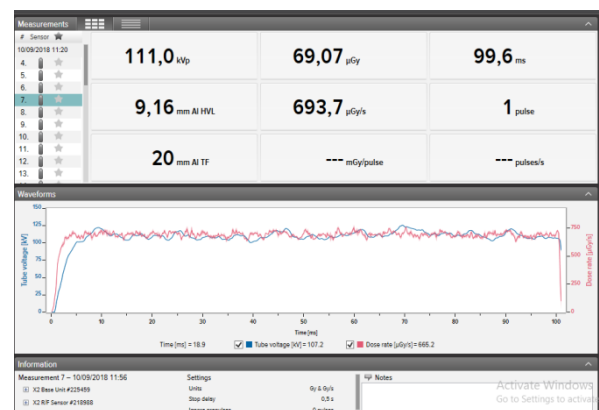 Measurements
# Sensor
10/09/2018 11:20
4.
5.
6.
7.
8.
9.
10.
11.
12.
13.
111,0 kVp
69,07 µGy
99,6 ms
9,16 mm Al HVL
693,7 µGy/s
1 pulse
20 mm Al TF
--- mGy/pulse
--- pulses/s
Waveforms
150
125
100
75
50
25
0
Tube voltage [kV]
750
500
250
0
Dose rate [µGy/s]
0 10 20 30 40 50 60 70 80 90 100
Time [ms]
Time [ms] = 18.9 Tube voltage [kV] = 107.2 Dose rate [µGy/s] = 665.2
Information
Measurement 7 – 10/09/2018 11:56
X2 Base Unit #229459
X2 R/F Sensor #218988
Settings
Units Gy & Gy/s
Stop delay 0,5 s
Notes
Activate Windows
Go to Settings to activa